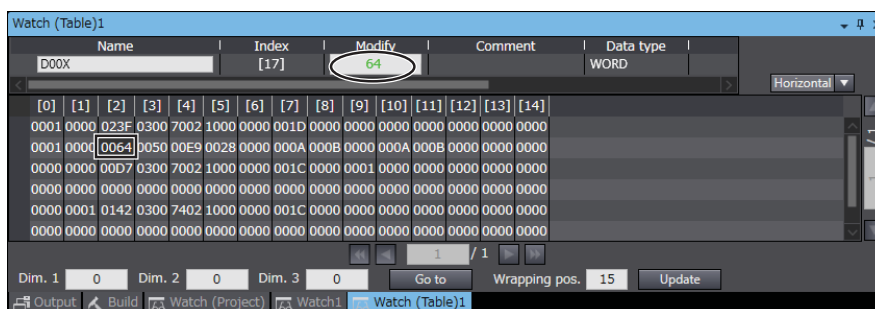 Watch (Table)1
Name Index Modify Comment Data type
D00X [17] 64 WORD
Horizontal
[0] [1] [2] [3] [4] [5] [6] [7] [8] [9] [10] [11] [12] [13] [14]
0001 0000 023F 0300 7002 1000 0000 001D 0000 0000 0000 0000 0000 0000 0000
0001 0000 0064 0050 00E9 0028 0000 000A 000B 0000 000A 000B 0000 0000 0000
0000 0000 00D7 0300 7002 1000 0000 001C 0000 0001 0000 0000 0000 0000 0000
0000 0000 0000 0000 0000 0000 0000 0000 0000 0000 0000 0000 0000 0000 0000
0000 0001 0142 0300 7402 1000 0000 001C 0000 0000 0000 0000 0000 0000 0000
0000 0000 0000 0000 0000 0000 0000 0000 0000 0000 0000 0000 0000 0000 0000
1 / 1
Dim. 1 0 Dim. 2 0 Dim. 3 0 Go to Wrapping pos. 15 Update
Output Build Watch (Project) Watch1 Watch (Table)1